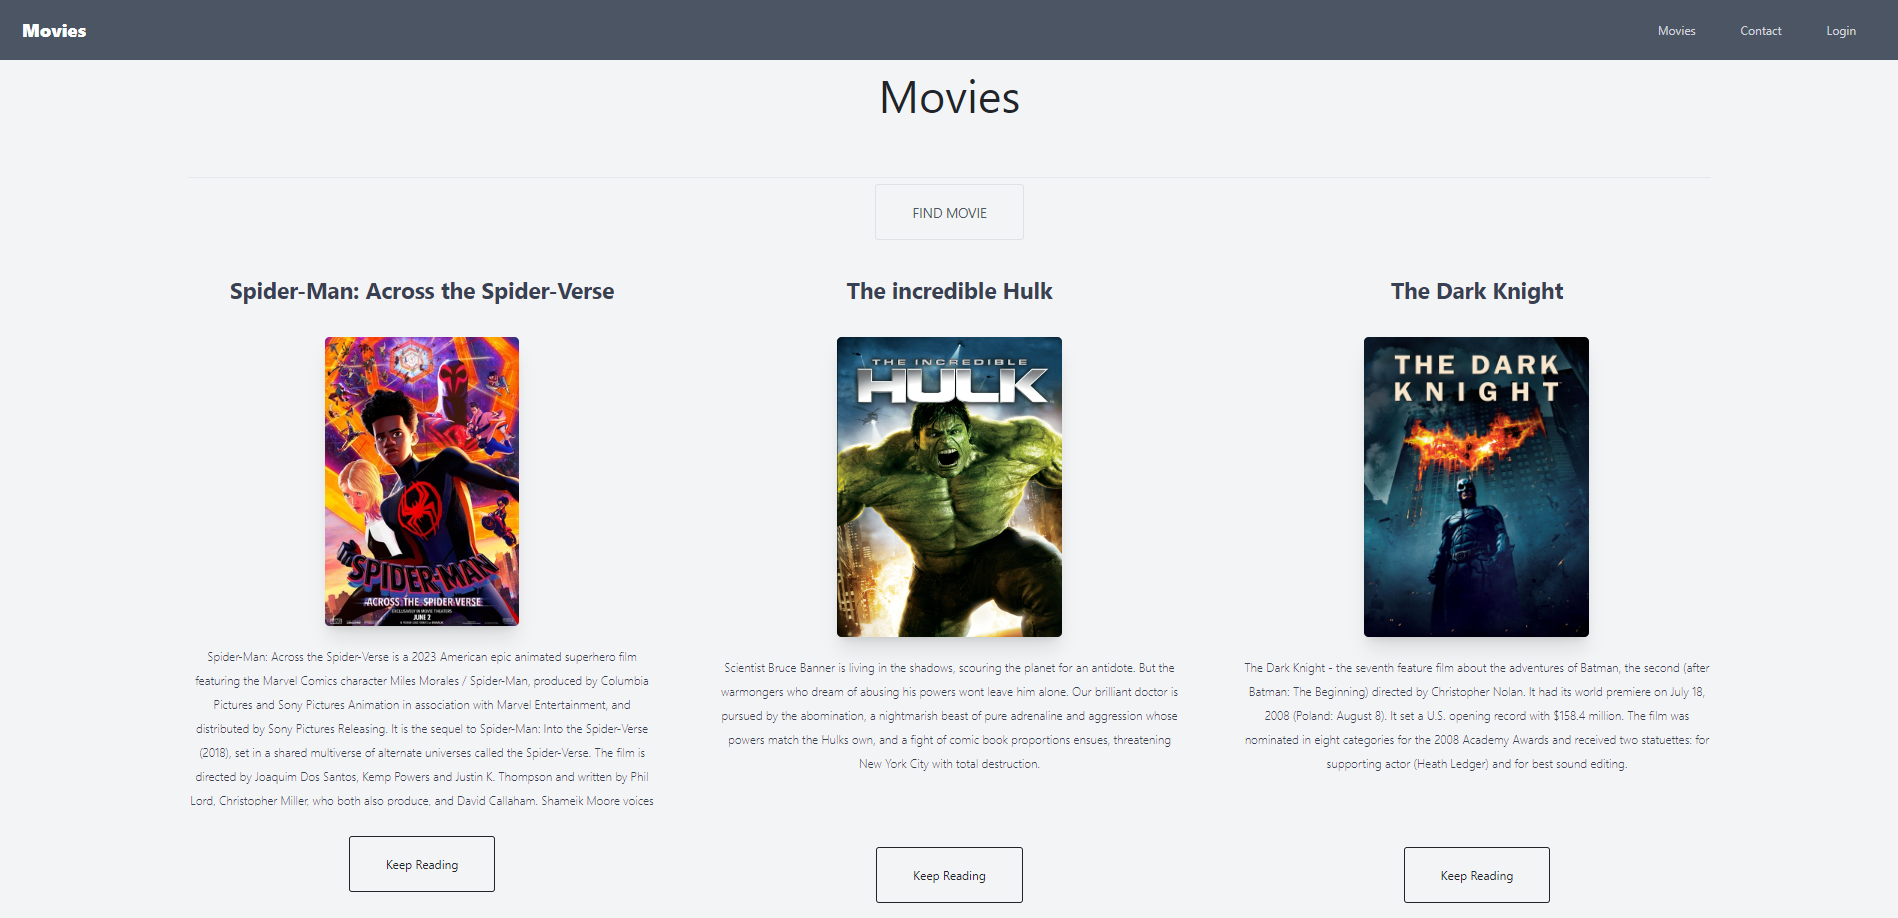 Movies
Movies
Contact
Login
Movies
FIND MOVIE
Spider-Man: Across the Spider-Verse
SPIDER-MAN
ACROSS THE SPIDER-VERSE
EXCLUSIVELY IN MOVIE THEATERS
JUNE 2
Spider-Man: Across the Spider-Verse is a 2023 American epic animated superhero film
featuring the Marvel Comics character Miles Morales / Spider-Man, produced by Columbia
Pictures and Sony Pictures Animation in association with Marvel Entertainment, and
distributed by Sony Pictures Releasing. It is the sequel to Spider-Man: Into the Spider-Verse
(2018), set in a shared multiverse of alternate universes called the Spider-Verse. The film is
directed by Joaquim Dos Santos, Kemp Powers and Justin K. Thompson and written by Phil
Lord, Christopher Miller, who both also produce, and David Callaham. Shameik Moore voices
Keep Reading
The incredible Hulk
THE INCREDIBLE
HULK
Scientist Bruce Banner is living in the shadows, scouring the planet for an antidote. But the
warmongers who dream of abusing his powers wont leave him alone. Our brilliant doctor is
pursued by the abomination, a nightmarish beast of pure adrenaline and aggression whose
powers match the Hulks own, and a fight of comic book proportions ensues, threatening
New York City with total destruction.
Keep Reading
The Dark Knight
THE DARK
KNIGHT
The Dark Knight - the seventh feature film about the adventures of Batman, the second (after
Batman: The Beginning) directed by Christopher Nolan. It had its world premiere on July 18,
2008 (Poland: August 8). It set a U.S. opening record with $158.4 million. The film was
nominated in eight categories for the 2008 Academy Awards and received two statuettes: for
supporting actor (Heath Ledger) and for best sound editing.
Keep Reading